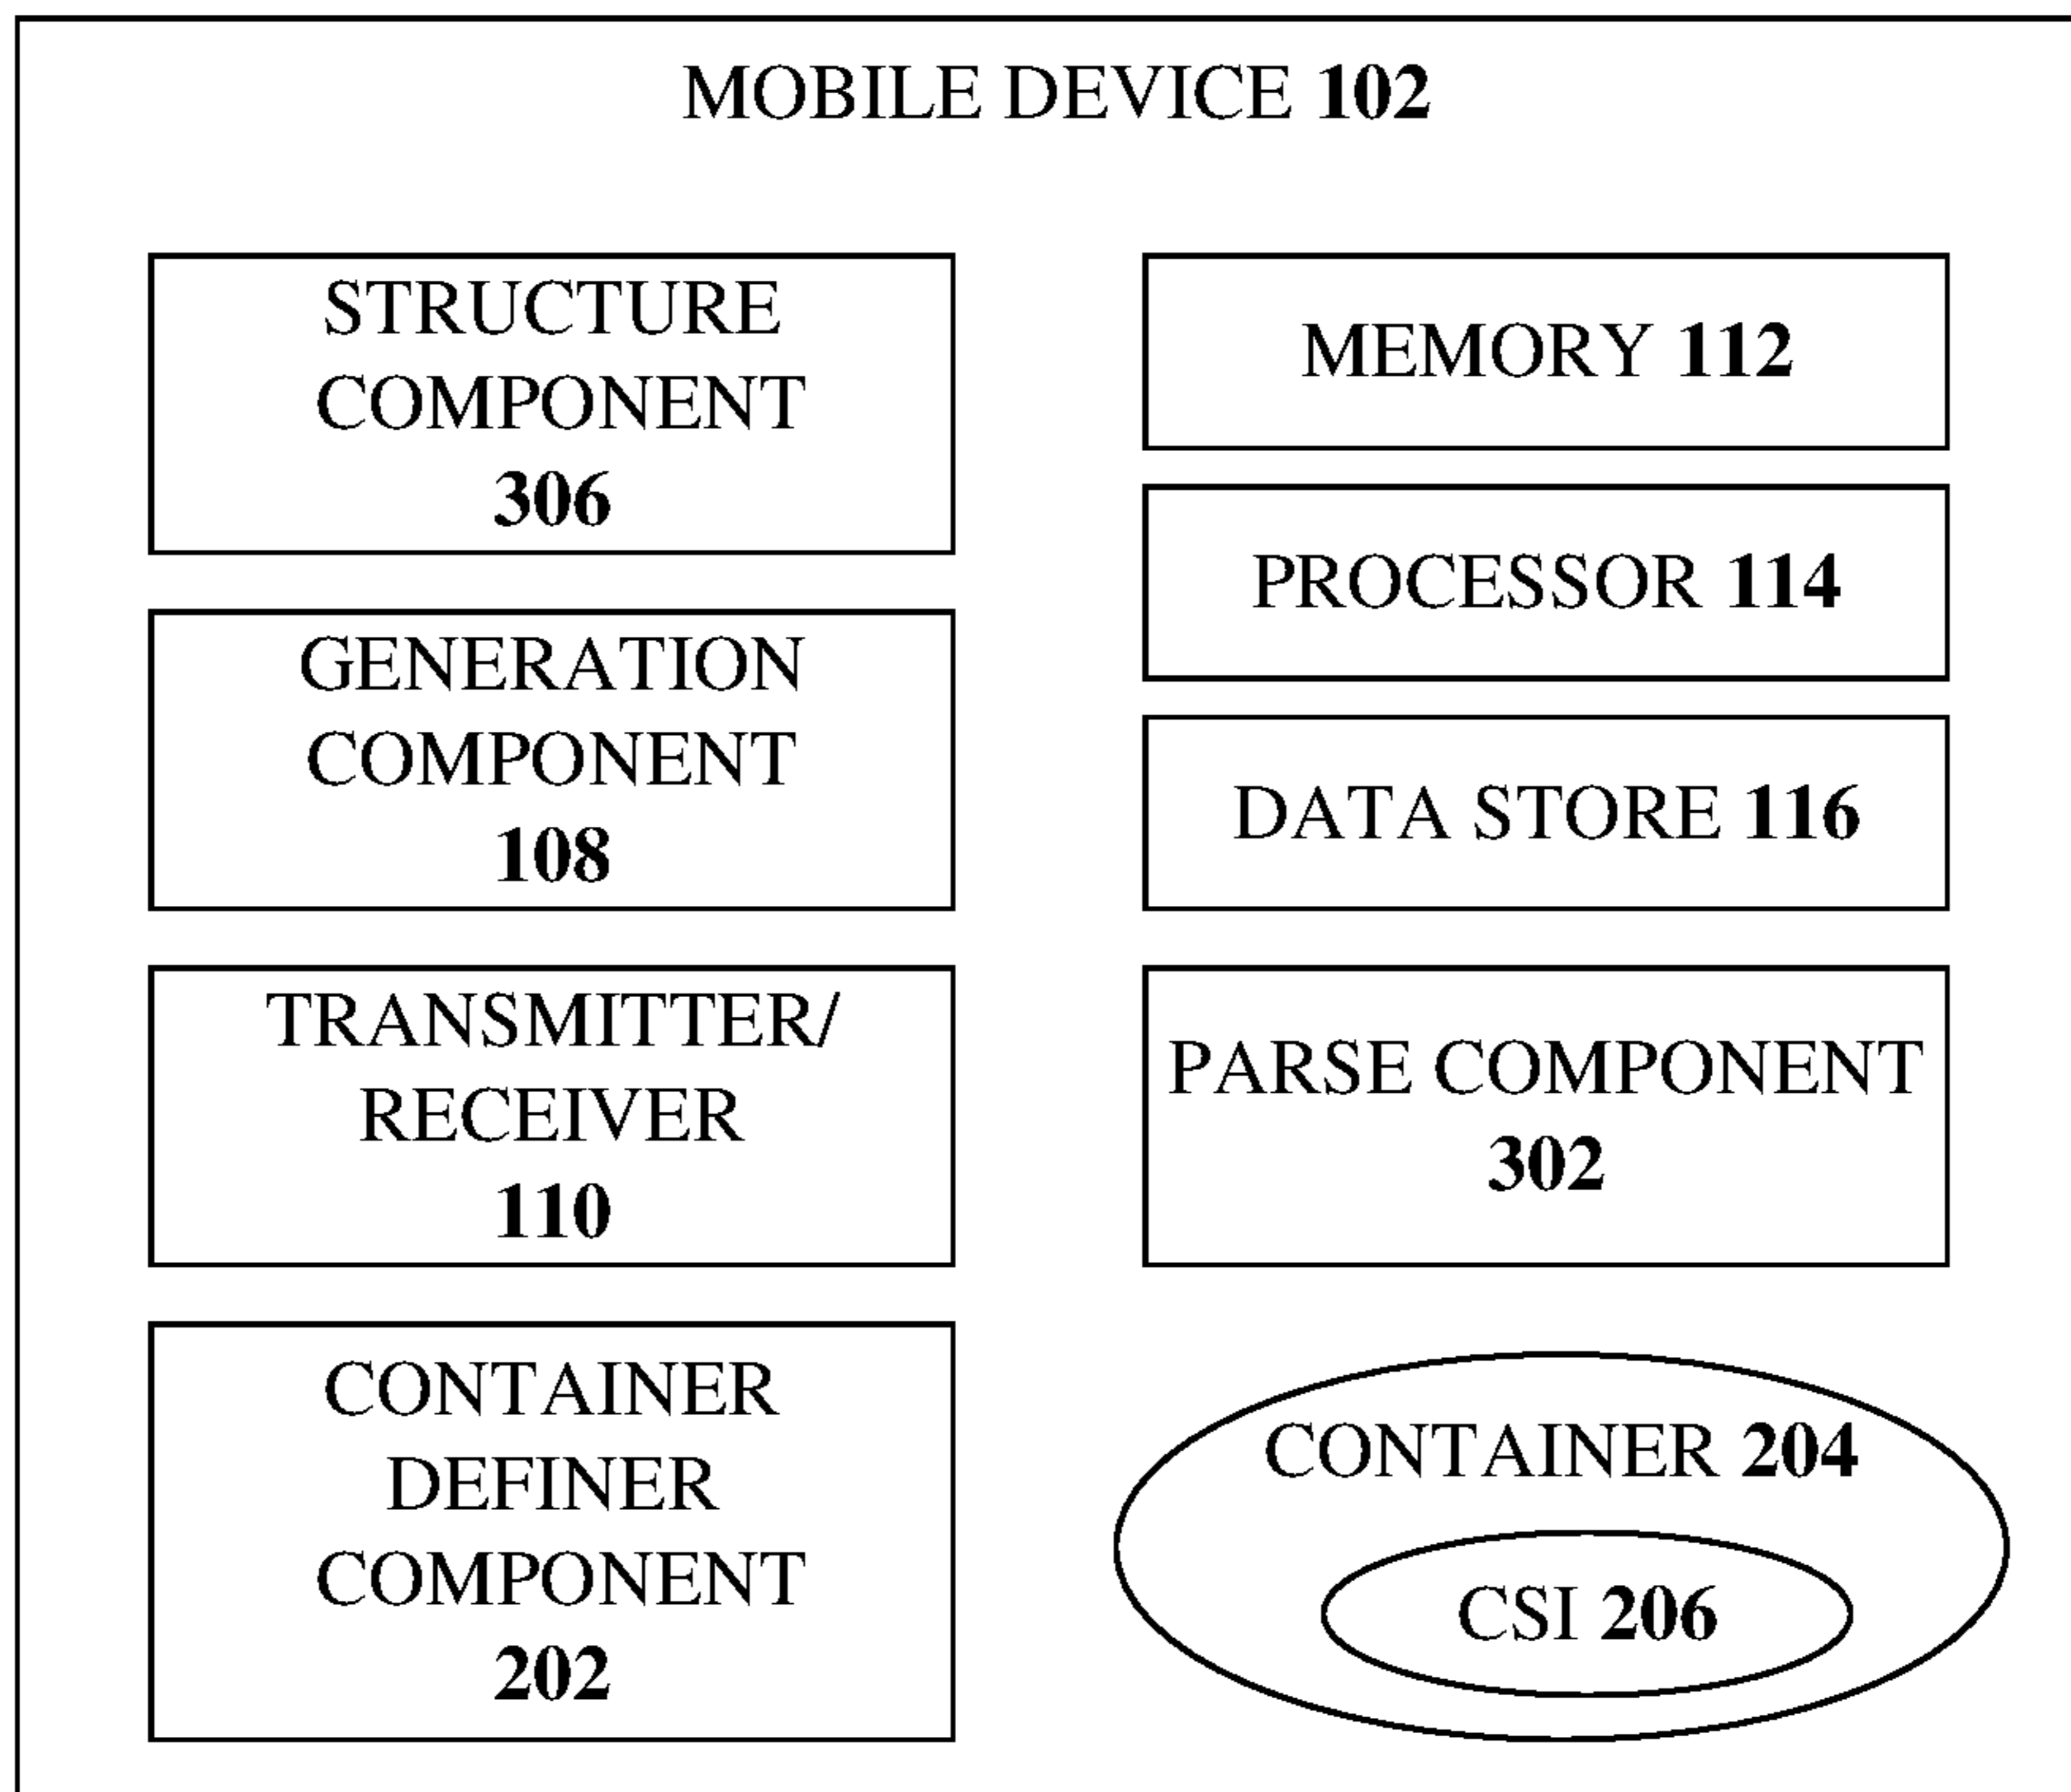 MOBILE DEVICE 102
STRUCTURE
COMPONENT
306
GENERATION
COMPONENT
108
TRANSMITTER/
RECEIVER
110
CONTAINER
DEFINER
COMPONENT
202
MEMORY 112
PROCESSOR 114
DATA STORE 116
PARSE COMPONENT
302
CONTAINER 204
CSI 206